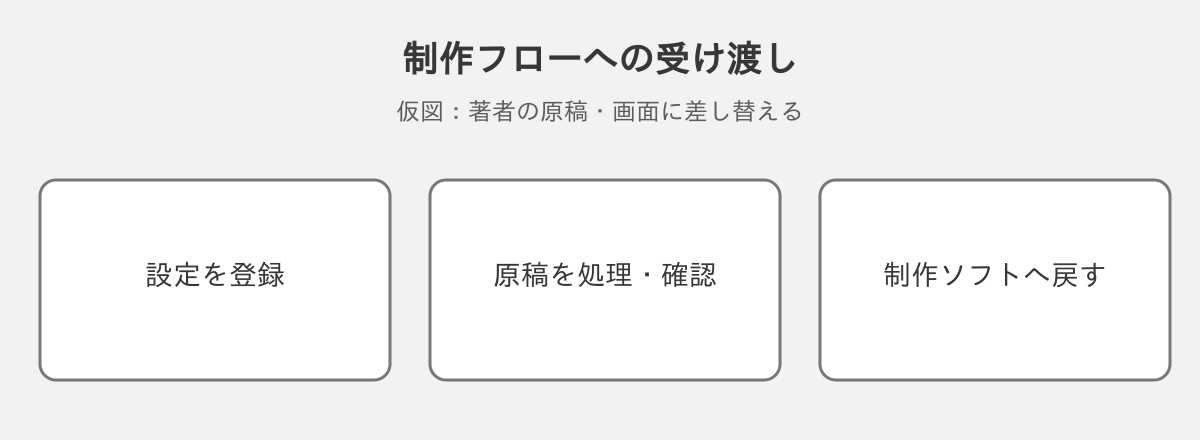 制作フローへの受け渡し
仮図：著者の原稿・画面に差し替える
設定を登録
原稿を処理・確認
制作ソフトへ戻す